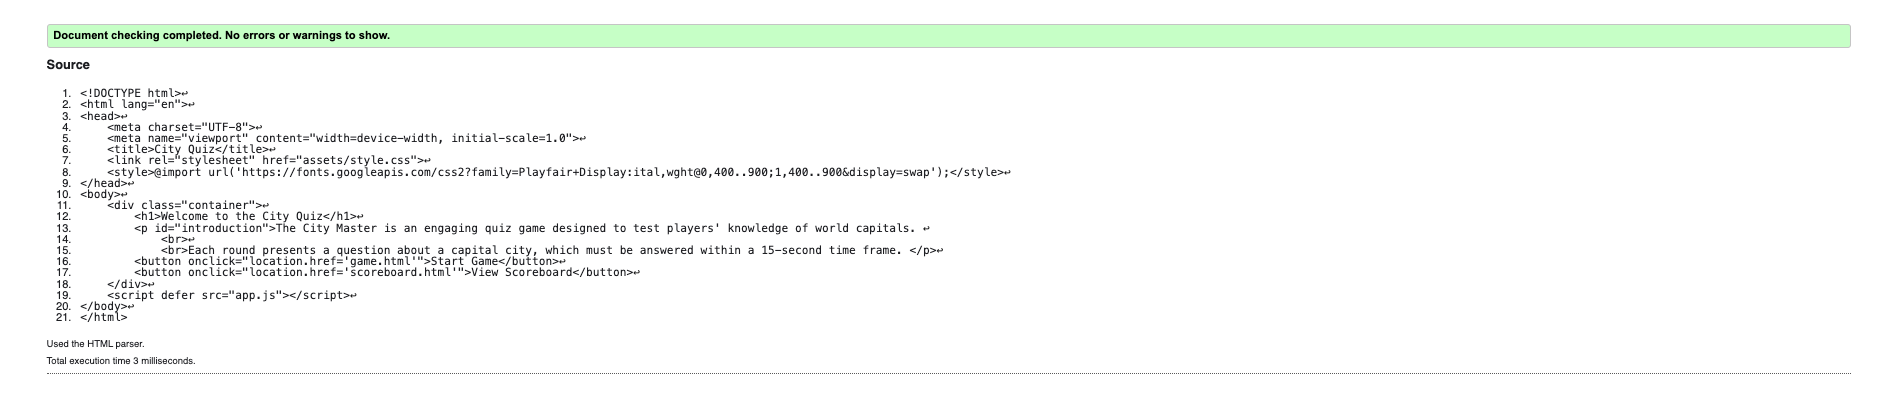 Document checking completed. No errors or warnings to show.
Source
1. <!DOCTYPE html>↩
2. <html lang="en">↩
3. <head>↩
4.     <meta charset="UTF-8">↩
5.     <meta name="viewport" content="width=device-width, initial-scale=1.0">↩
6.     <title>City Quiz</title>↩
7.     <link rel="stylesheet" href="assets/style.css">↩
8.     <style>@import url('https://fonts.googleapis.com/css2?family=Playfair+Display:ital,wght@0,400..900;1,400..900&display=swap');</style>↩
9. </head>↩
10. <body>↩
11.     <div class="container">↩
12.         <h1>Welcome to the City Quiz</h1>↩
13.         <p id="introduction">The City Master is an engaging quiz game designed to test players' knowledge of world capitals. ↩
14.             <br>↩
15.             <br>Each round presents a question about a capital city, which must be answered within a 15-second time frame. </p>↩
16.         <button onclick="location.href='game.html'">Start Game</button>↩
17.         <button onclick="location.href='scoreboard.html'">View Scoreboard</button>↩
18.     </div>↩
19.     <script defer src="app.js"></script>↩
20. </body>↩
21. </html>
Used the HTML parser.
Total execution time 3 milliseconds.